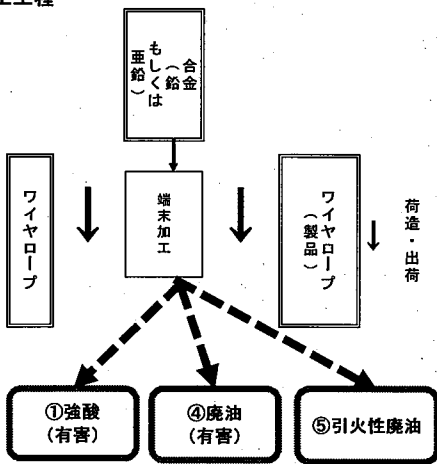 工程
合金
（鉛
もしくは
亜鉛）
ワイヤロープ
端末加工
ワイヤロープ
（製品）
荷造・出荷
①強酸
(有害)
④廃油
(有害)
⑤引火性廃油